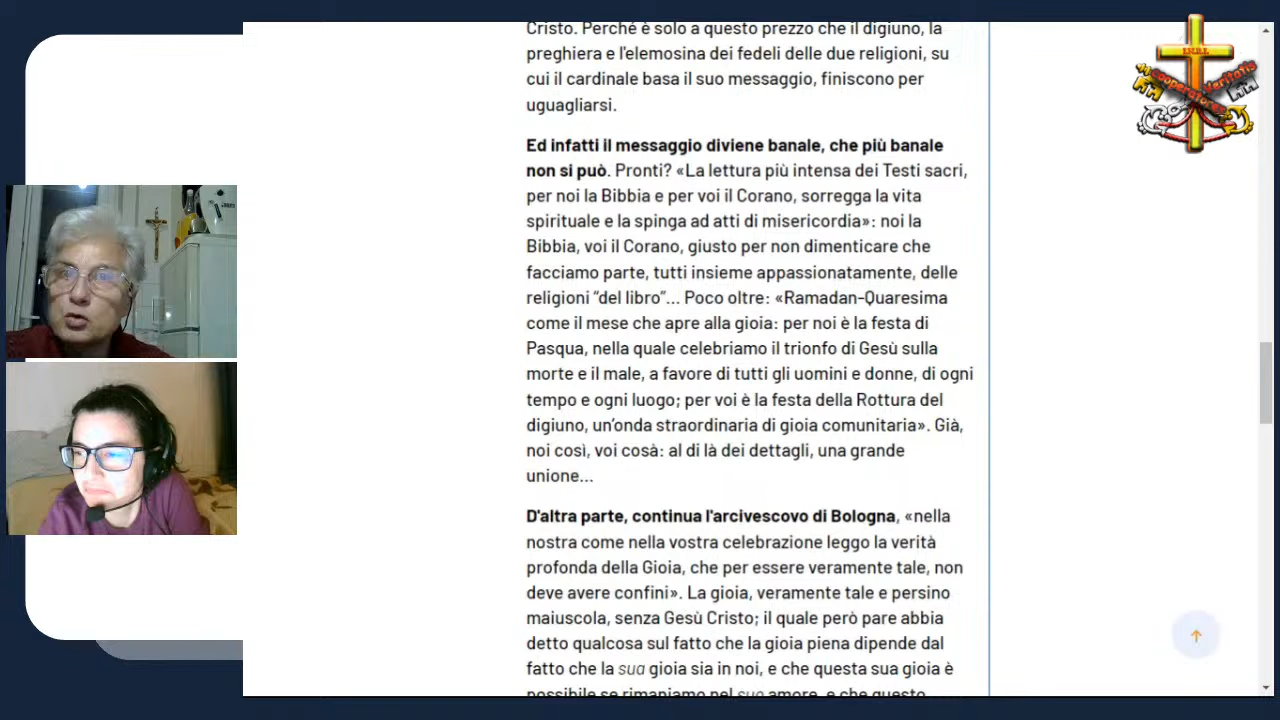 Cristo. Perché è solo a questo prezzo che il digiuno, la
preghiera e l'elemosina dei fedeli delle due religioni, su
cui il cardinale basa il suo messaggio, finiscono per
uguagliarsi.
Ed infatti il messaggio diviene banale, che più banale
non si può. Pronti? «La lettura più intensa dei Testi sacri,
per noi la Bibbia e per voi il Corano, sorregga la vita
spirituale e la spinga ad atti di misericordia»: noi la
Bibbia, voi il Corano, giusto per non dimenticare che
facciamo parte, tutti insieme appassionatamente, delle
religioni “del libro”... Poco oltre: «Ramadan-Quaresima
come il mese che apre alla gioia: per noi è la festa di
Pasqua, nella quale celebriamo il trionfo di Gesù sulla
morte e il male, a favore di tutti gli uomini e donne, di ogni
tempo e ogni luogo; per voi è la festa della Rottura del
digiuno, un’onda straordinaria di gioia comunitaria». Già,
noi così, voi cosà: al di là dei dettagli, una grande
unione...
D'altra parte, continua l'arcivescovo di Bologna, «nella
nostra come nella vostra celebrazione leggo la verità
profonda della Gioia, che per essere veramente tale, non
deve avere confini». La gioia, veramente tale e persino
maiuscola, senza Gesù Cristo; il quale però pare abbia
detto qualcosa sul fatto che la gioia piena dipende dal
fatto che la sua gioia sia in noi, e che questa sua gioia è
possibile se rimaniamo nel suo amore, e che questo
I.N.R.I.
cooperatores Veritatis